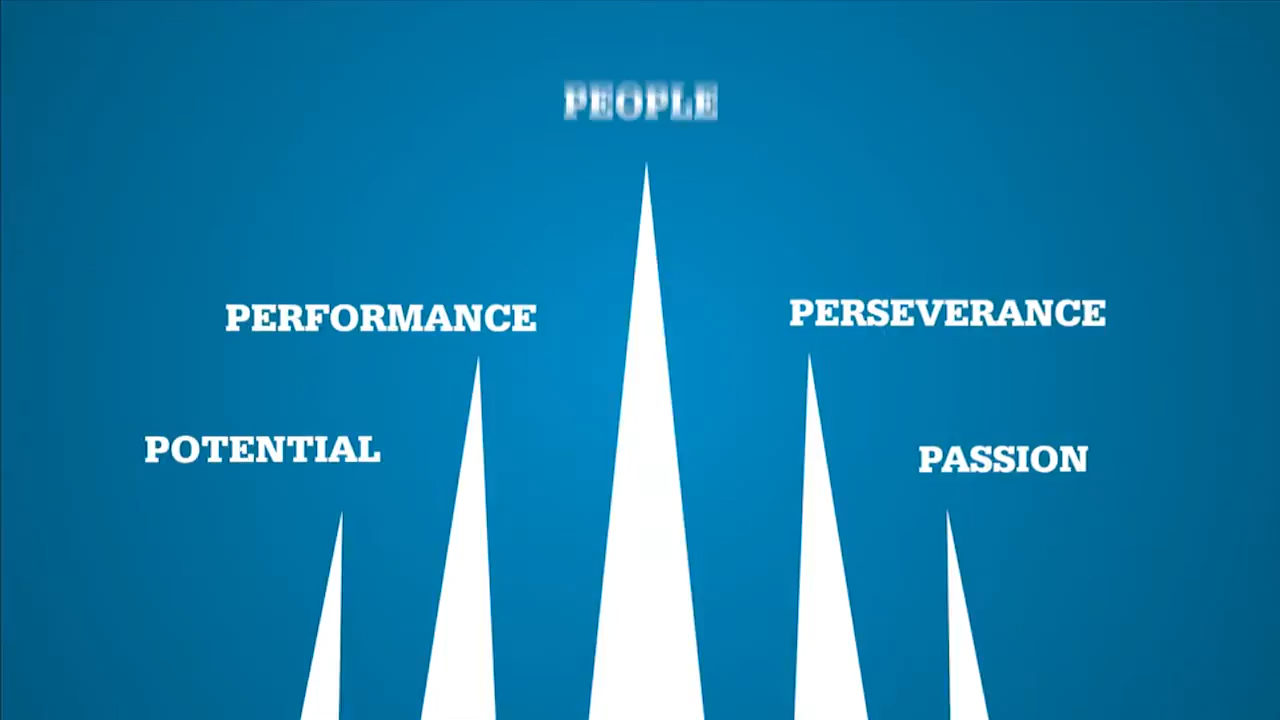 PEOPLE
PERFORMANCE
PERSEVERANCE
POTENTIAL
PASSION